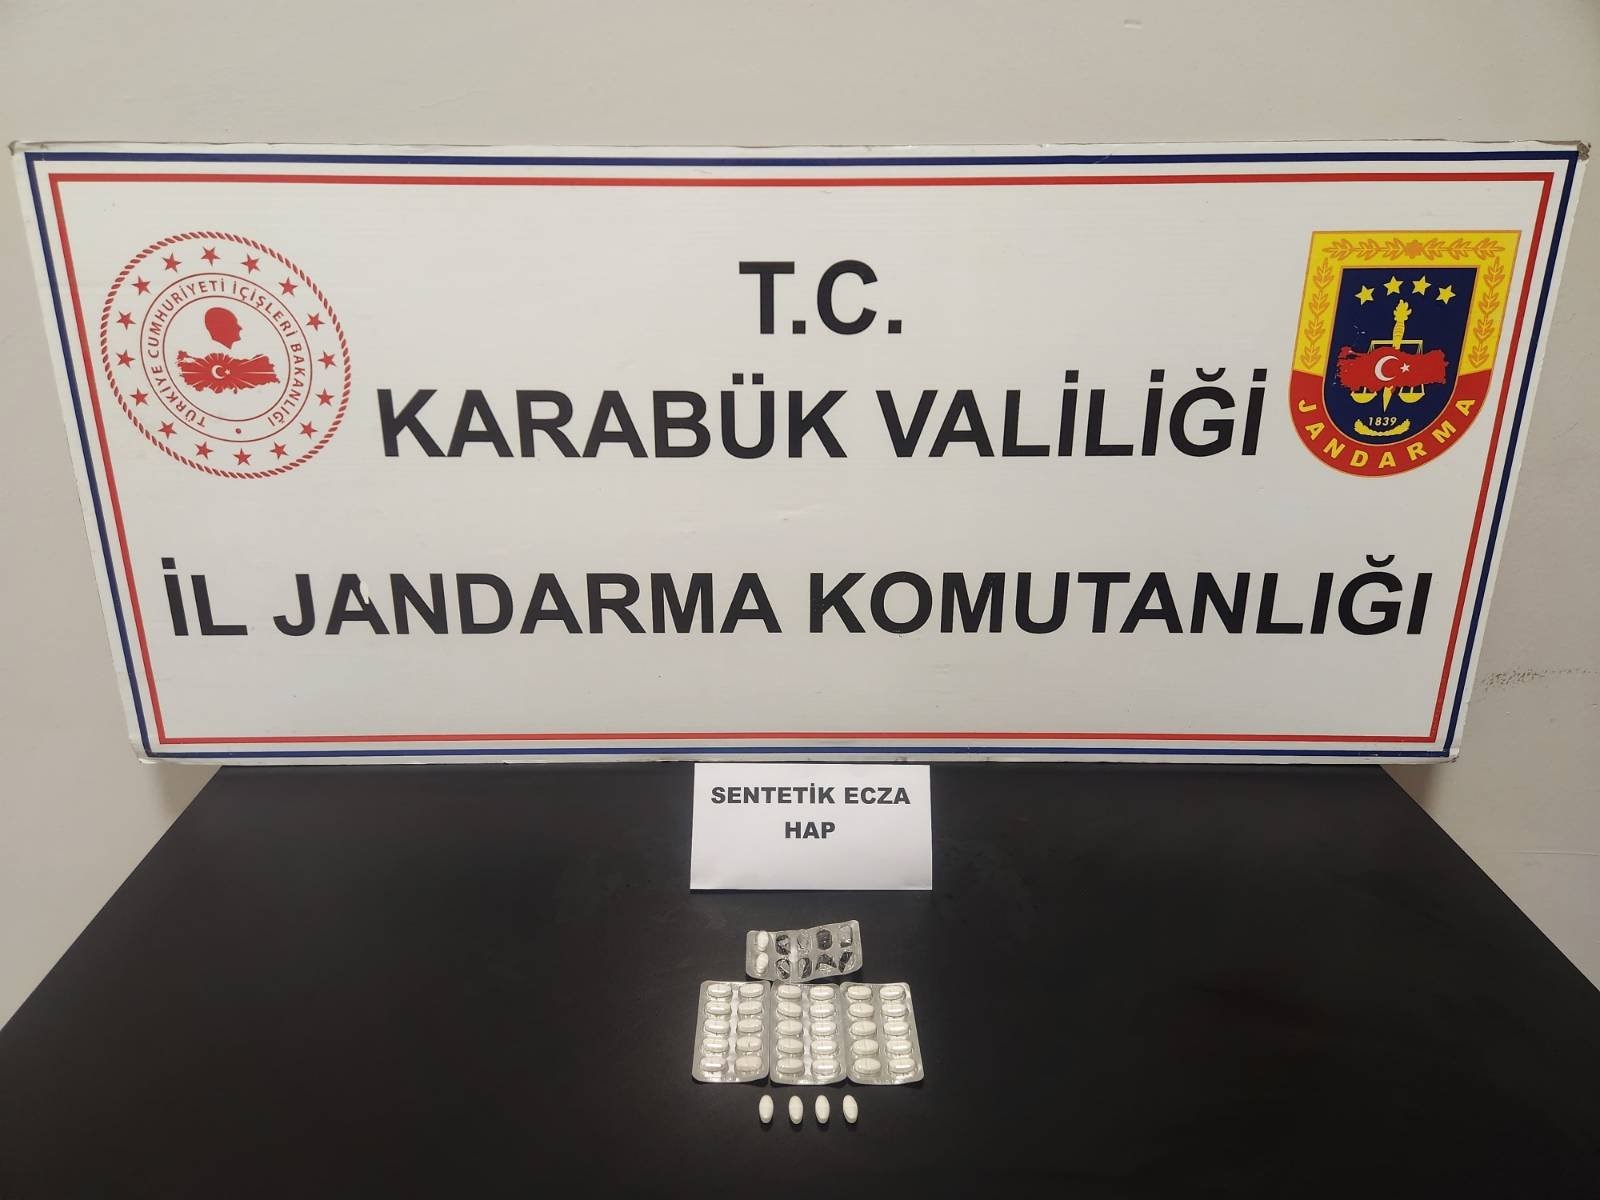 T.C.
KARABÜK VALİLİĞİ
İL JANDARMA KOMUTANLIĞI
TÜRKİYE CUMHURİYETİ İÇİŞLERİ BAKANLIĞI
1839
JANDARMA
SENTETİK ECZA
HAP